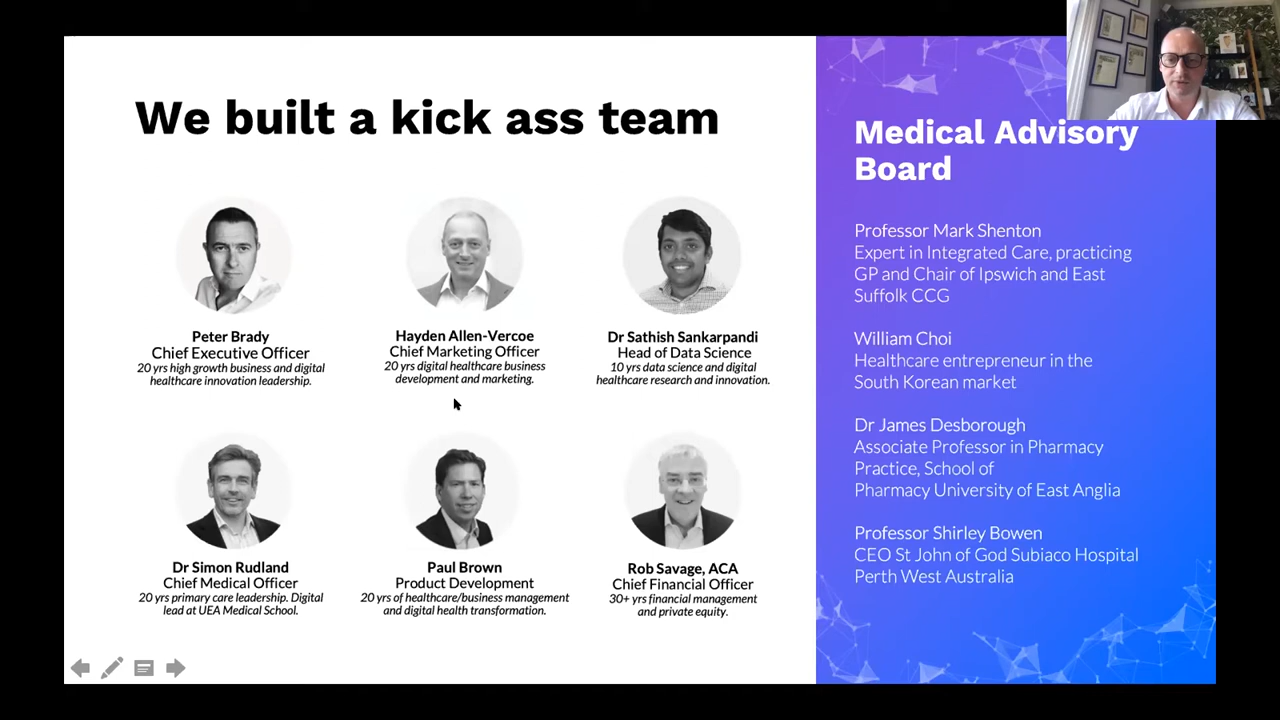 We built a kick ass team
Peter Brady
Chief Executive Officer
20 yrs high growth business and digital
healthcare innovation leadership.
Hayden Allen-Vercoe
Chief Marketing Officer
20 yrs digital healthcare business
development and marketing.
Dr Sathish Sankarpandi
Head of Data Science
10 yrs data science and digital
healthcare research and innovation.
Dr Simon Rudland
Chief Medical Officer
20 yrs primary care leadership. Digital
lead at UEA Medical School.
Paul Brown
Product Development
20 yrs of healthcare/business management
and digital health transformation.
Rob Savage, ACA
Chief Financial Officer
30+ yrs financial management
and private equity.
Medical Advisory
Board
Professor Mark Shenton
Expert in Integrated Care, practicing
GP and Chair of Ipswich and East
Suffolk CCG
William Choi
Healthcare entrepreneur in the
South Korean market
Dr James Desborough
Associate Professor in Pharmacy
Practice, School of
Pharmacy University of East Anglia
Professor Shirley Bowen
CEO St John of God Subiaco Hospital
Perth West Australia